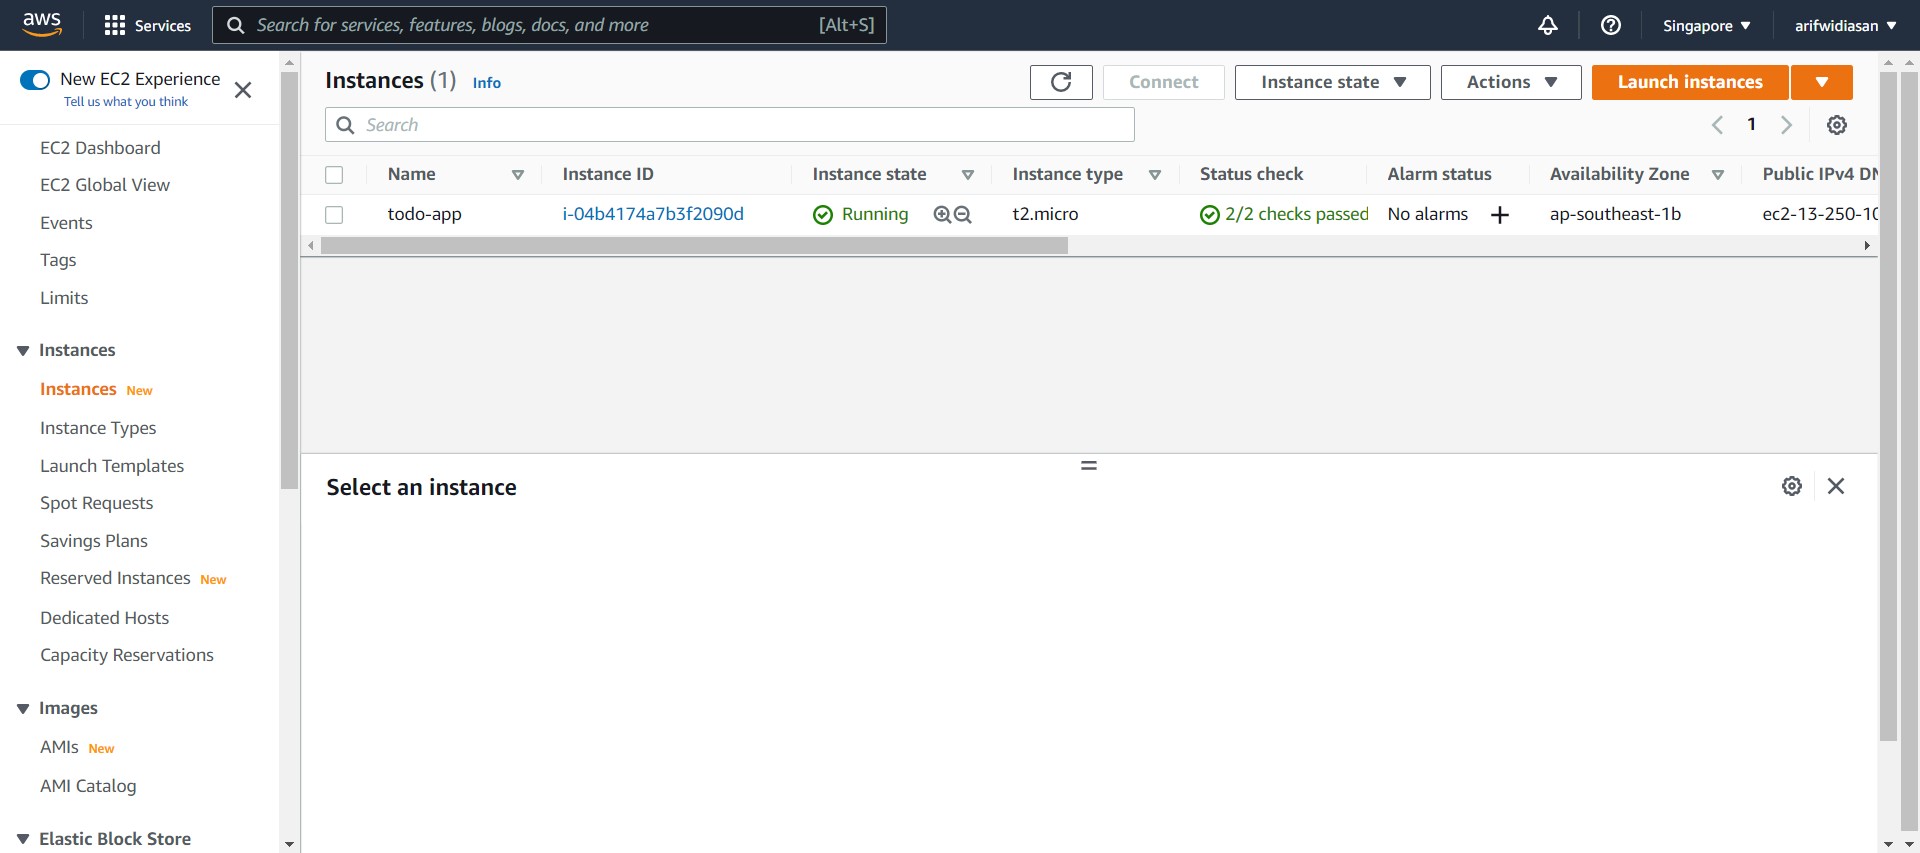 aws
Services
Search for services, features, blogs, docs, and more [Alt+S]
Singapore ▼
arifwidiasan ▼
New EC2 Experience
Tell us what you think
EC2 Dashboard
EC2 Global View
Events
Tags
Limits
Instances
Instances New
Instance Types
Launch Templates
Spot Requests
Savings Plans
Reserved Instances New
Dedicated Hosts
Capacity Reservations
Images
AMIs New
AMI Catalog
Elastic Block Store
Instances (1) Info
Connect
Instance state ▼
Actions ▼
Launch instances ▼
Search
1
Name Instance ID Instance state Instance type Status check Alarm status Availability Zone Public IPv4 DN
todo-app i-04b4174a7b3f2090d Running t2.micro 2/2 checks passed No alarms + ap-southeast-1b ec2-13-250-10
Select an instance